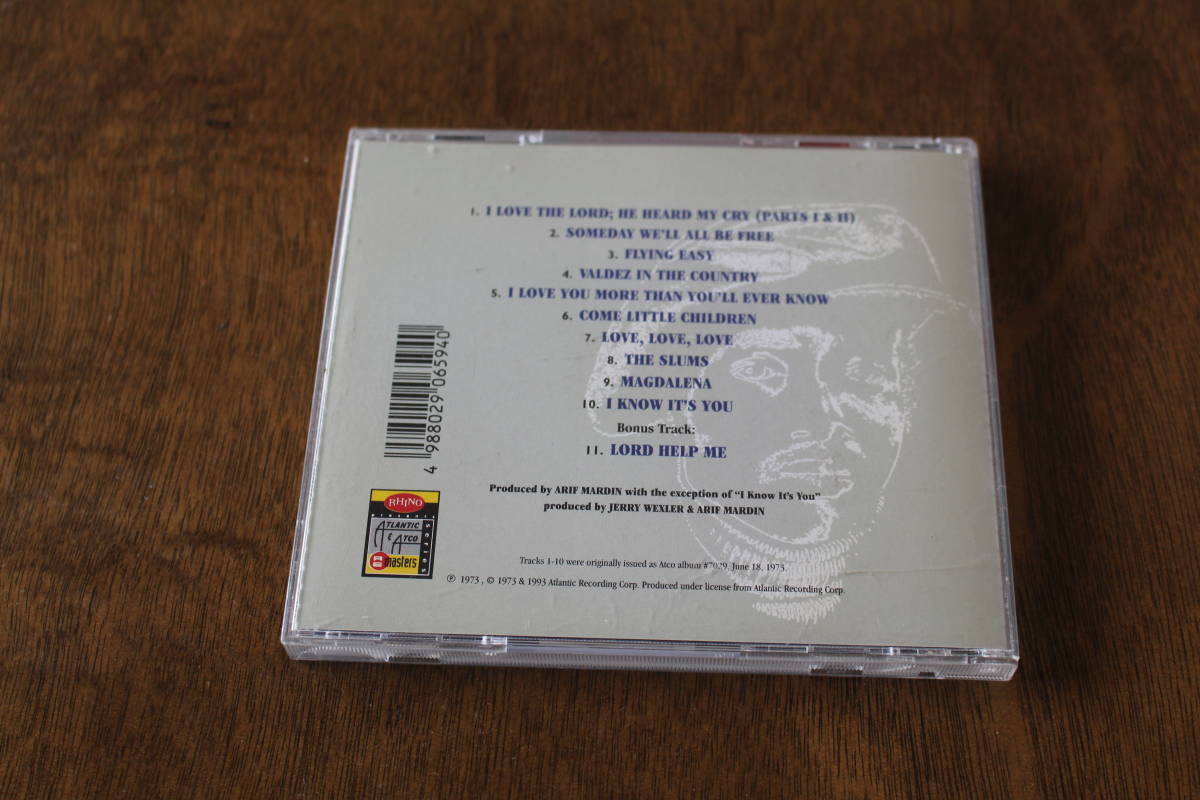 1. I LOVE THE LORD; HE HEARD MY CRY (PARTS I & II)
2. SOMEDAY WE'LL ALL BE FREE
3. FLYING EASY
4. VALDEZ IN THE COUNTRY
5. I LOVE YOU MORE THAN YOU'LL EVER KNOW
6. COME LITTLE CHILDREN
7. LOVE, LOVE, LOVE
8. THE SLUMS
9. MAGDALENA
10. I KNOW IT'S YOU
Bonus Track:
11. LORD HELP ME
4 988029 065940
Produced by ARIF MARDIN with the exception of "I Know It's You"
produced by JERRY WEXLER & ARIF MARDIN
RHINO
PRESENTS
ATLANTIC
& ATCO
Remasters
Series
Tracks 1-10 were originally issued as Atco album #7029, June 18, 1973.
℗ 1973, © 1973 & 1993 Atlantic Recording Corp. Produced under license from Atlantic Recording Corp.